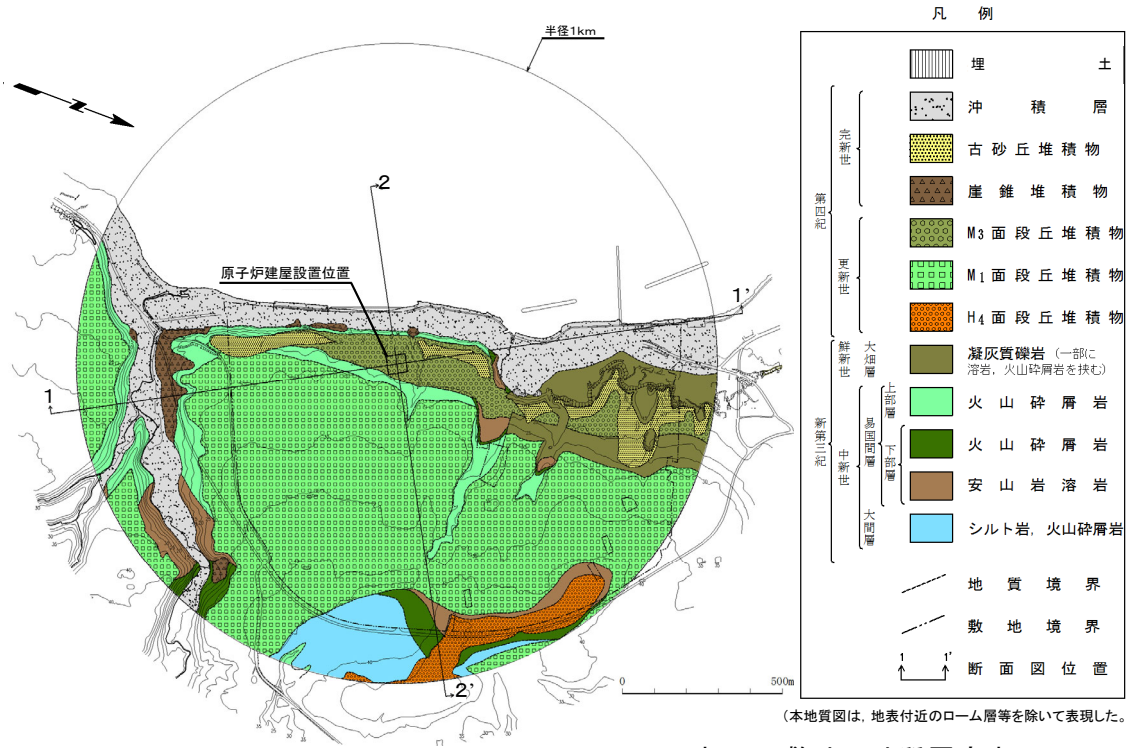 凡 例
半径1km
埋 土
沖 積 層
古 砂 丘 堆 積 物
崖 錐 堆 積 物
M3 面 段 丘 堆 積 物
M1 面 段 丘 堆 積 物
H4 面 段 丘 堆 積 物
凝灰質礫岩（一部に
溶岩，火山砕屑岩を挟む）
火 山 砕 屑 岩
火 山 砕 屑 岩
安 山 岩 溶 岩
シルト岩，火山砕屑岩
地 質 境 界
敷 地 境 界
1 1' 断 面 図 位 置
第四紀
完新世
更新世
新第三紀
鮮新世
中新世
大畑層
易国間層
上部層
下部層
大間層
2
原子炉建屋設置位置
1'
1
2'
0 500m
（本地質図は，地表付近のローム層等を除いて表現した。